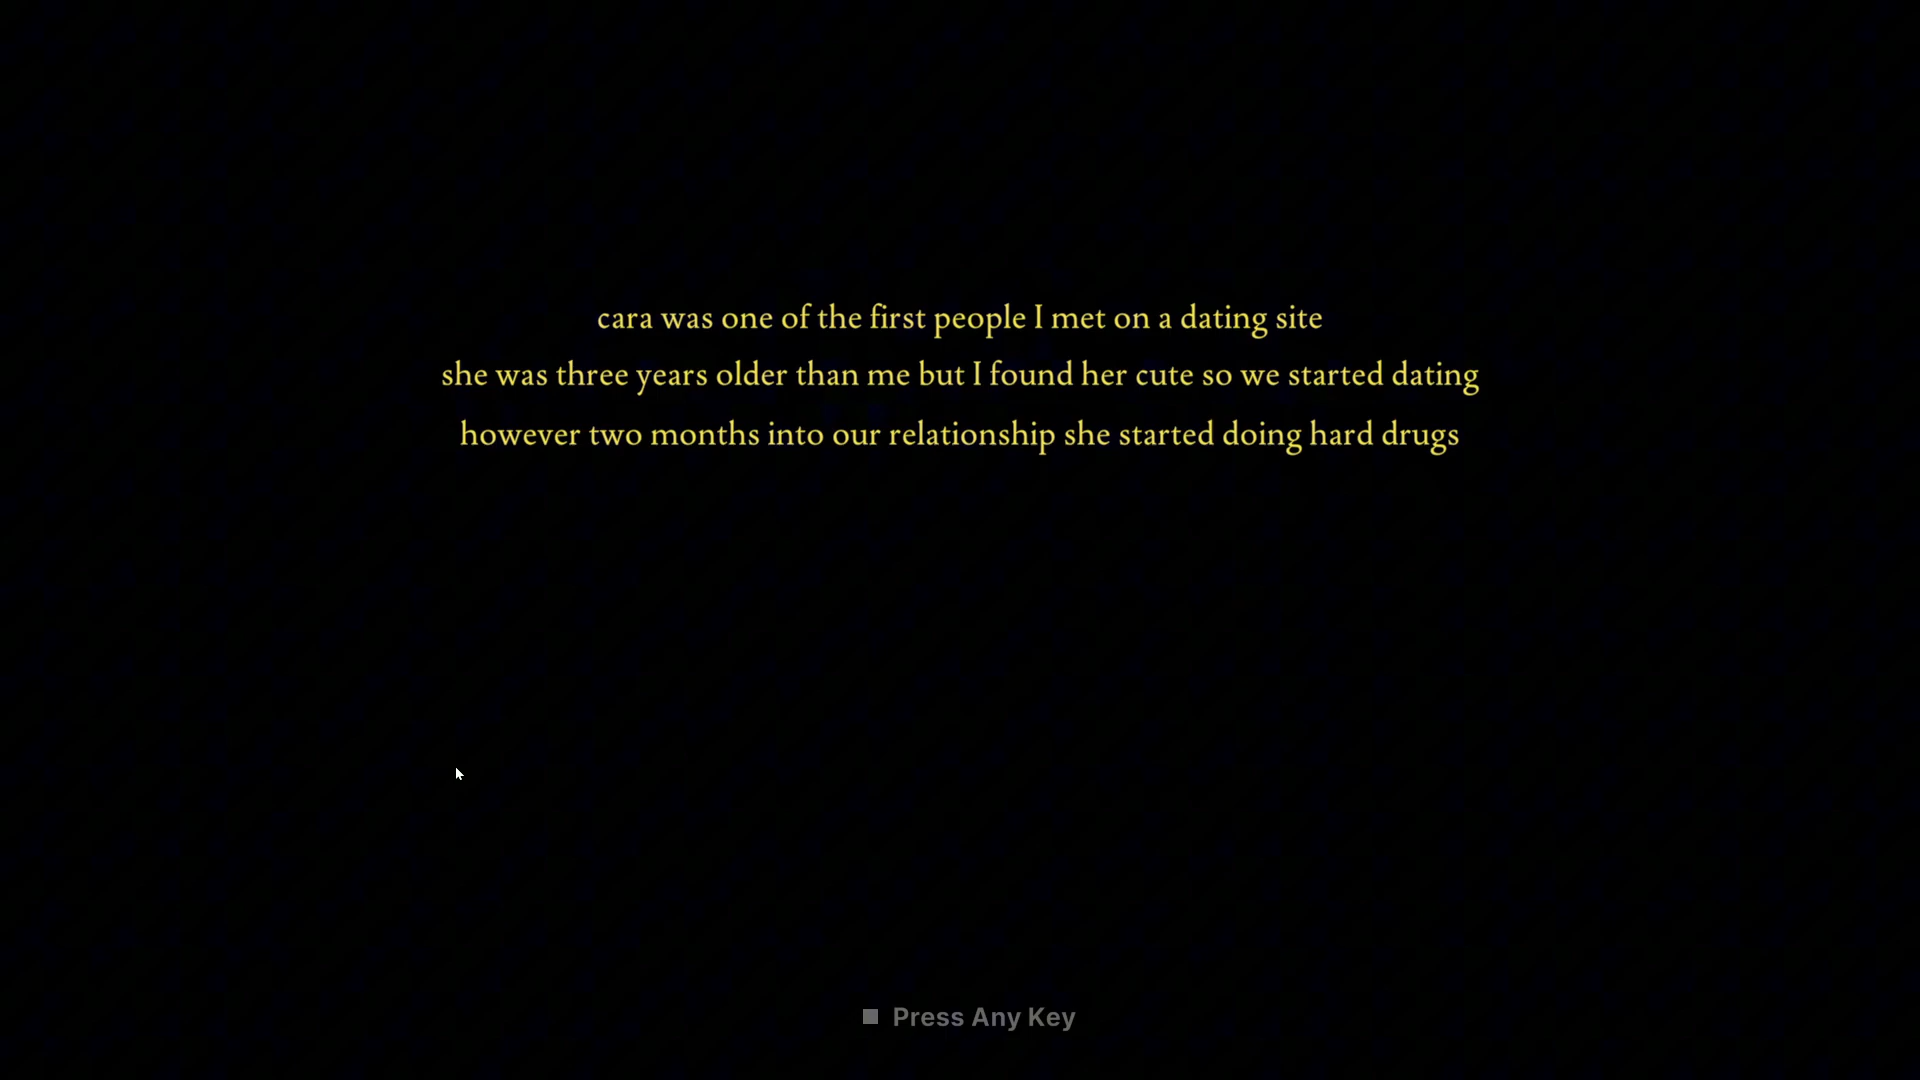 cara was one of the first people I met on a dating site
she was three years older than me but I found her cute so we started dating
however two months into our relationship she started doing hard drugs
Press Any Key